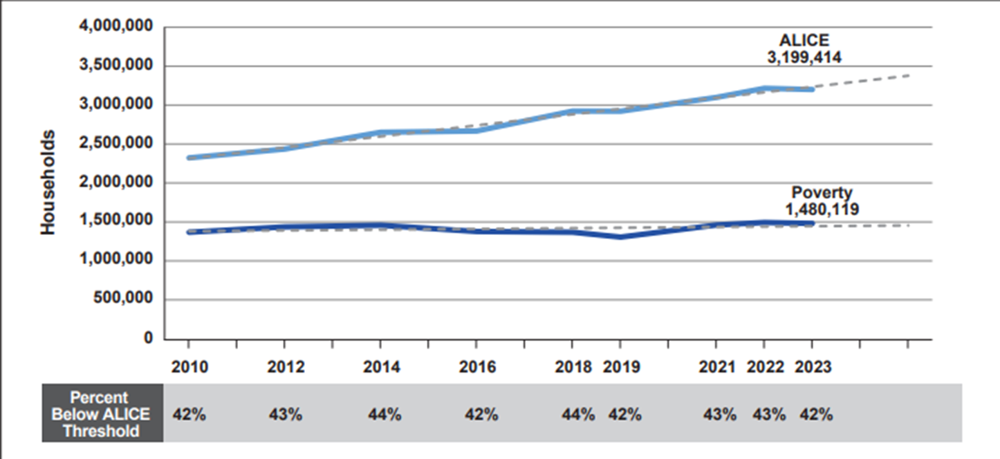 4,000,000
3,500,000
3,000,000
2,500,000
2,000,000
1,500,000
1,000,000
500,000
0
Households
ALICE
3,199,414
Poverty
1,480,119
2010 2012 2014 2016 2018 2019 2021 2022 2023
Percent
Below ALICE
Threshold
42% 43% 44% 42% 44% 42% 43% 43% 42%